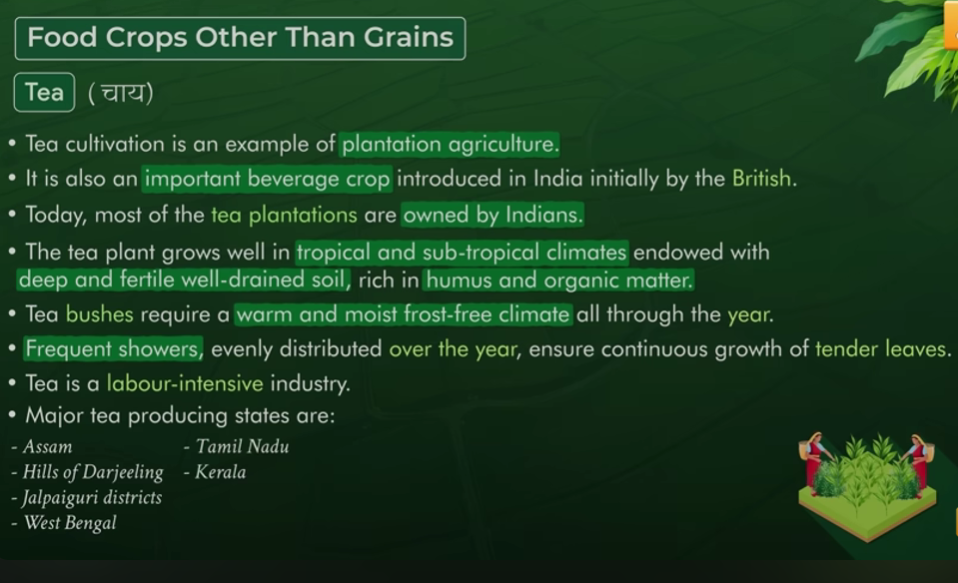 Food Crops Other Than Grains
Tea (चाय)
• Tea cultivation is an example of plantation agriculture.
• It is also an important beverage crop introduced in India initially by the British.
• Today, most of the tea plantations are owned by Indians.
• The tea plant grows well in tropical and sub-tropical climates endowed with
deep and fertile well-drained soil, rich in humus and organic matter.
• Tea bushes require a warm and moist frost-free climate all through the year.
• Frequent showers, evenly distributed over the year, ensure continuous growth of tender leaves.
• Tea is a labour-intensive industry.
• Major tea producing states are:
- Assam - Tamil Nadu
- Hills of Darjeeling - Kerala
- Jalpaiguri districts
- West Bengal